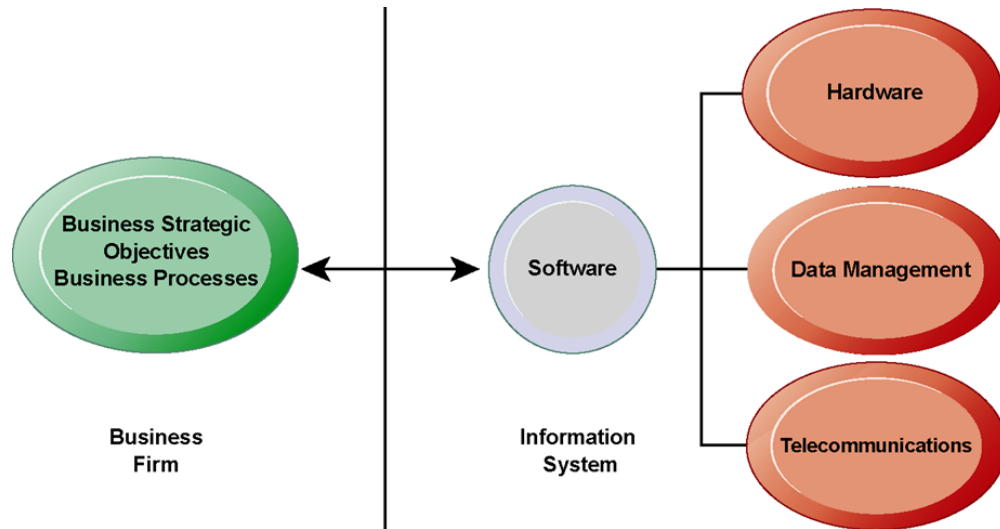 Business Strategic
Objectives
Business Processes
Business
Firm
Software
Information
System
Hardware
Data Management
Telecommunications